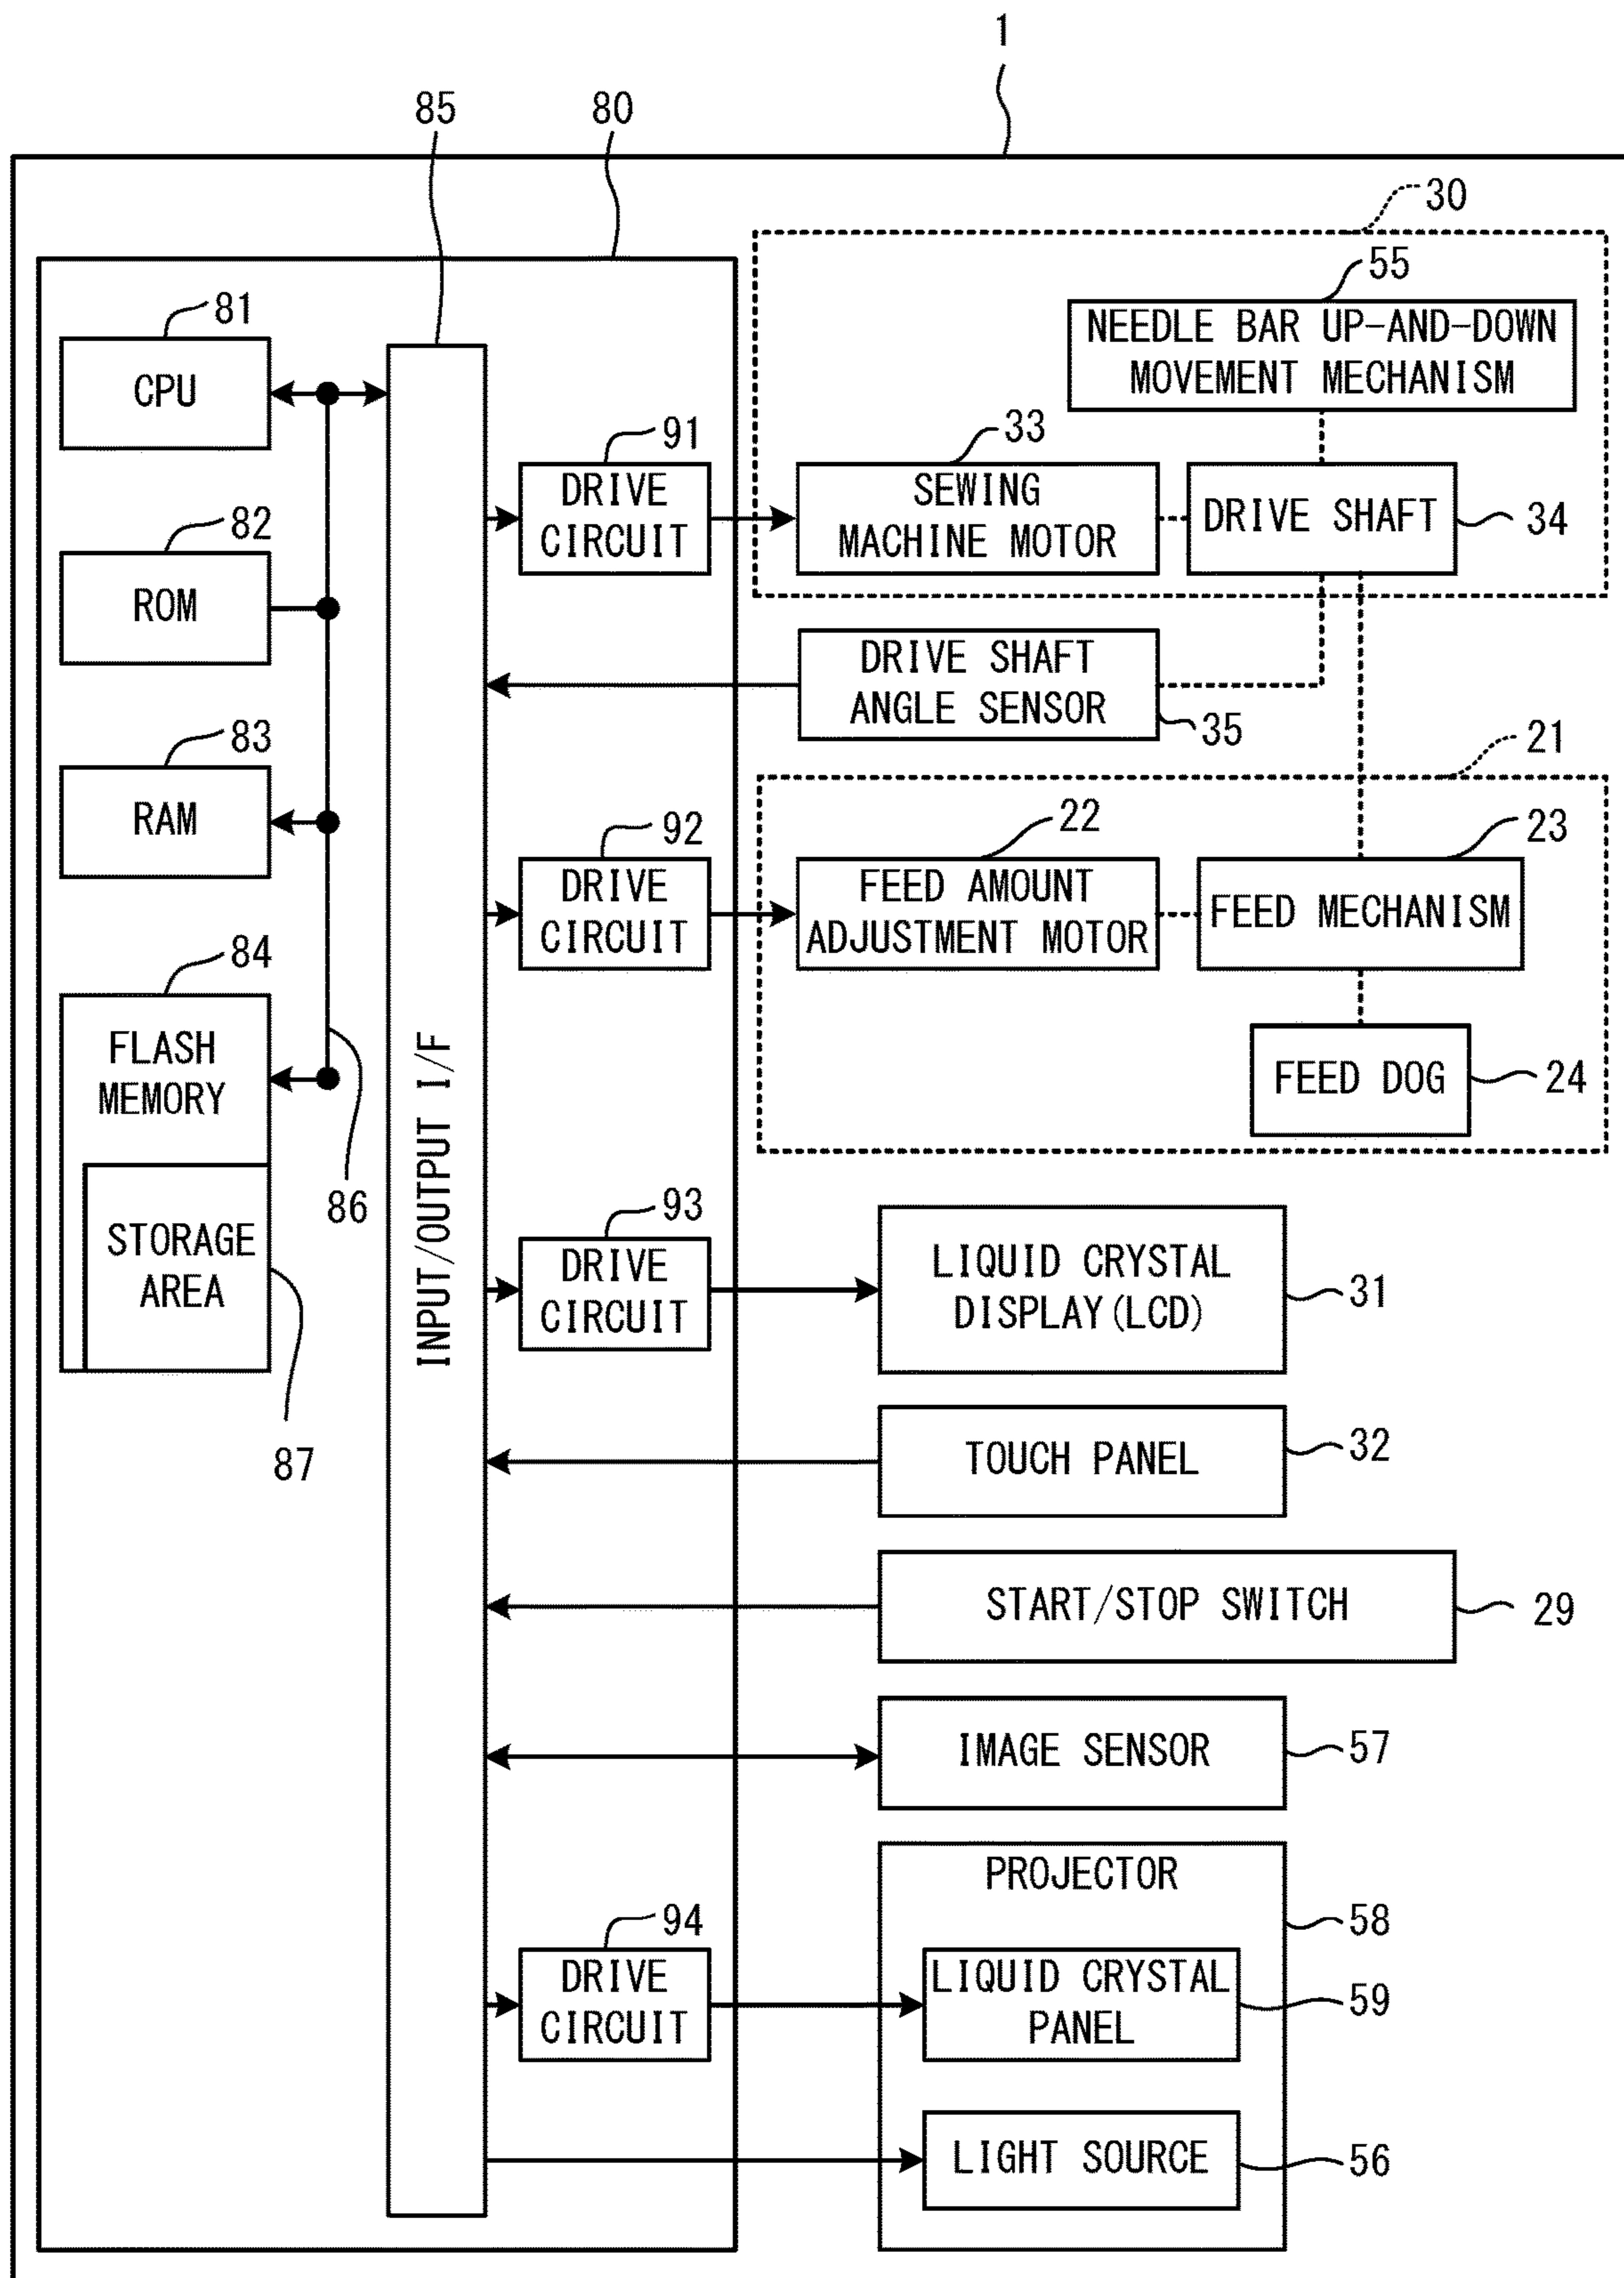 1
85
80
30
55
NEEDLE BAR UP-AND-DOWN
MOVEMENT MECHANISM
81
CPU
91
DRIVE
CIRCUIT
33
SEWING
MACHINE MOTOR
DRIVE SHAFT
34
82
ROM
DRIVE SHAFT
ANGLE SENSOR
35
83
RAM
21
92
DRIVE
CIRCUIT
22
FEED AMOUNT
ADJUSTMENT MOTOR
23
FEED MECHANISM
84
FLASH
MEMORY
FEED DOG
24
86
INPUT/OUTPUT I/F
STORAGE
AREA
87
93
DRIVE
CIRCUIT
LIQUID CRYSTAL
DISPLAY(LCD)
31
TOUCH PANEL
32
START/STOP SWITCH
29
IMAGE SENSOR
57
PROJECTOR
58
94
DRIVE
CIRCUIT
LIQUID CRYSTAL
PANEL
59
LIGHT SOURCE
56